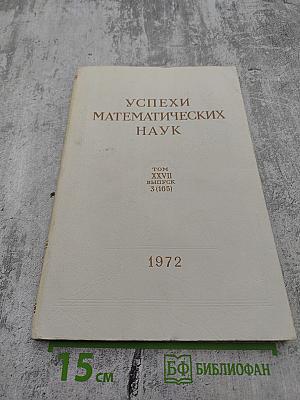 УСПЕХИ
МАТЕМАТИЧЕСКИХ
НАУК
ТОМ
XXVII
ВЫПУСК
3(165)
1972
15 см
БФ БИБЛИОФАН